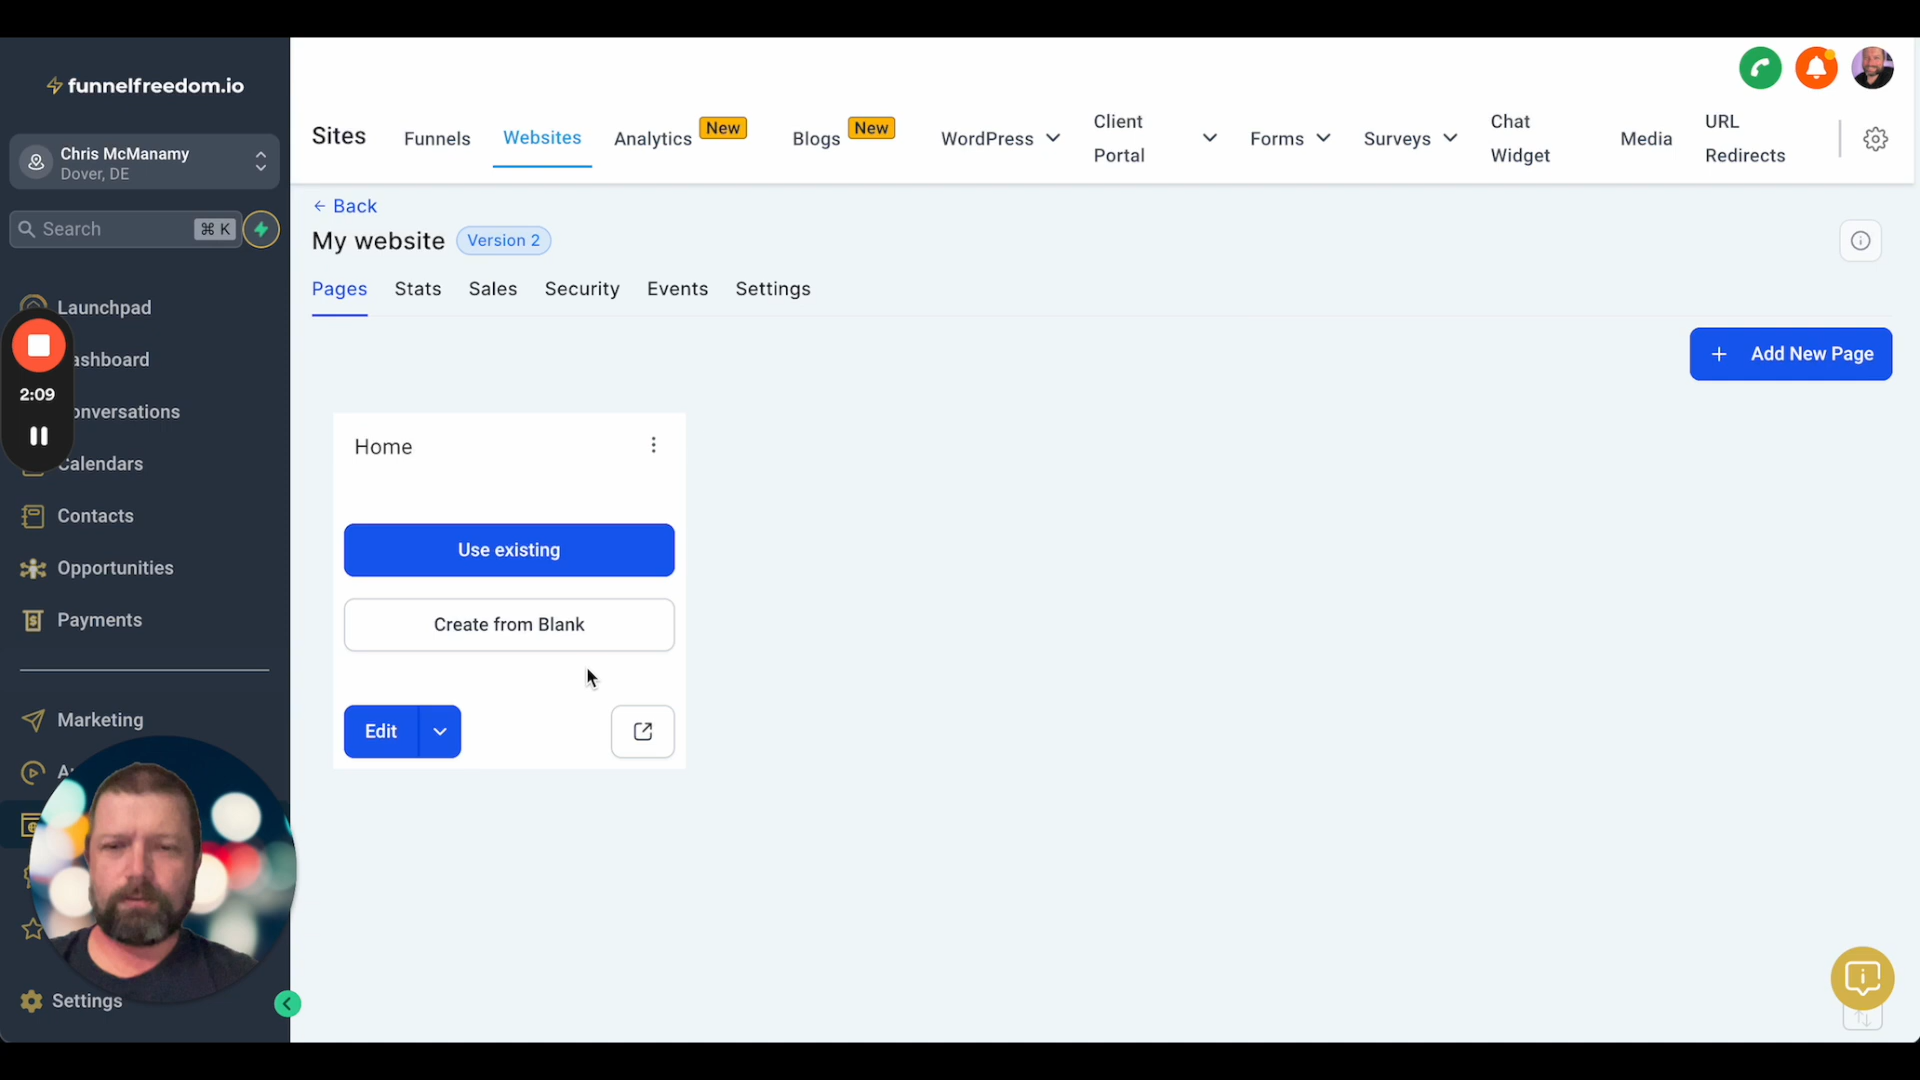 funnelfreedom.io
Chris McManamy
Dover, DE
Search ⌘ K
Launchpad
ashboard
2:09
onversations
Calendars
Contacts
Opportunities
Payments
Marketing
A
Settings
Sites
Funnels
Websites
Analytics New
Blogs New
WordPress
Client
Portal
Forms
Surveys
Chat
Widget
Media
URL
Redirects
← Back
My website Version 2
Pages Stats Sales Security Events Settings
+ Add New Page
Home
Use existing
Create from Blank
Edit